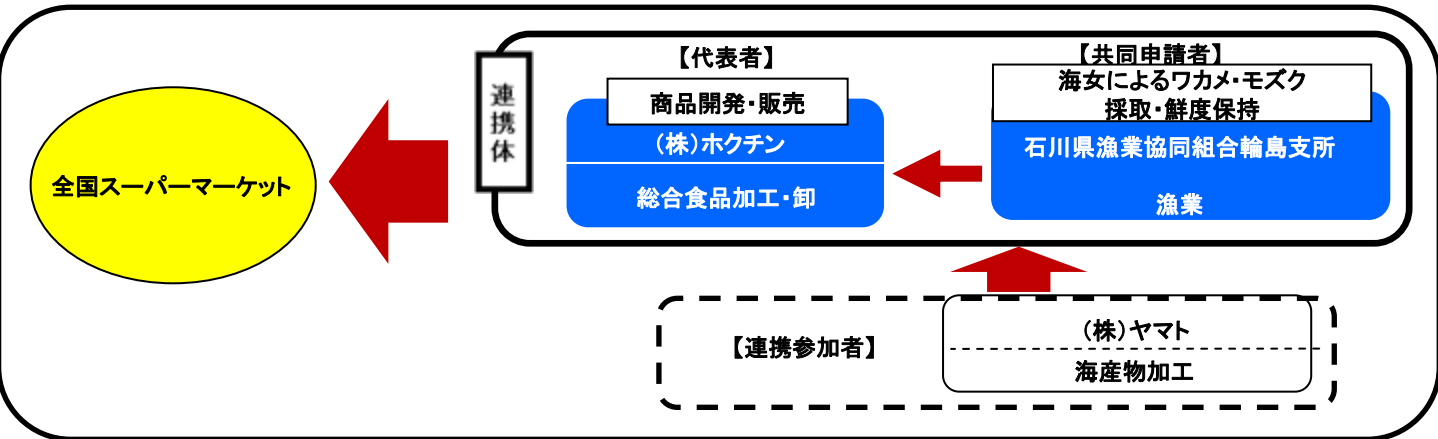 全国スーパーマーケット
連
携
体
【代表者】
商品開発・販売
(株)ホクチン
総合食品加工・卸
【共同申請者】
海女によるワカメ・モズク
採取・鮮度保持
石川県漁業協同組合輪島支所
漁業
【連携参加者】
(株)ヤマト
海産物加工